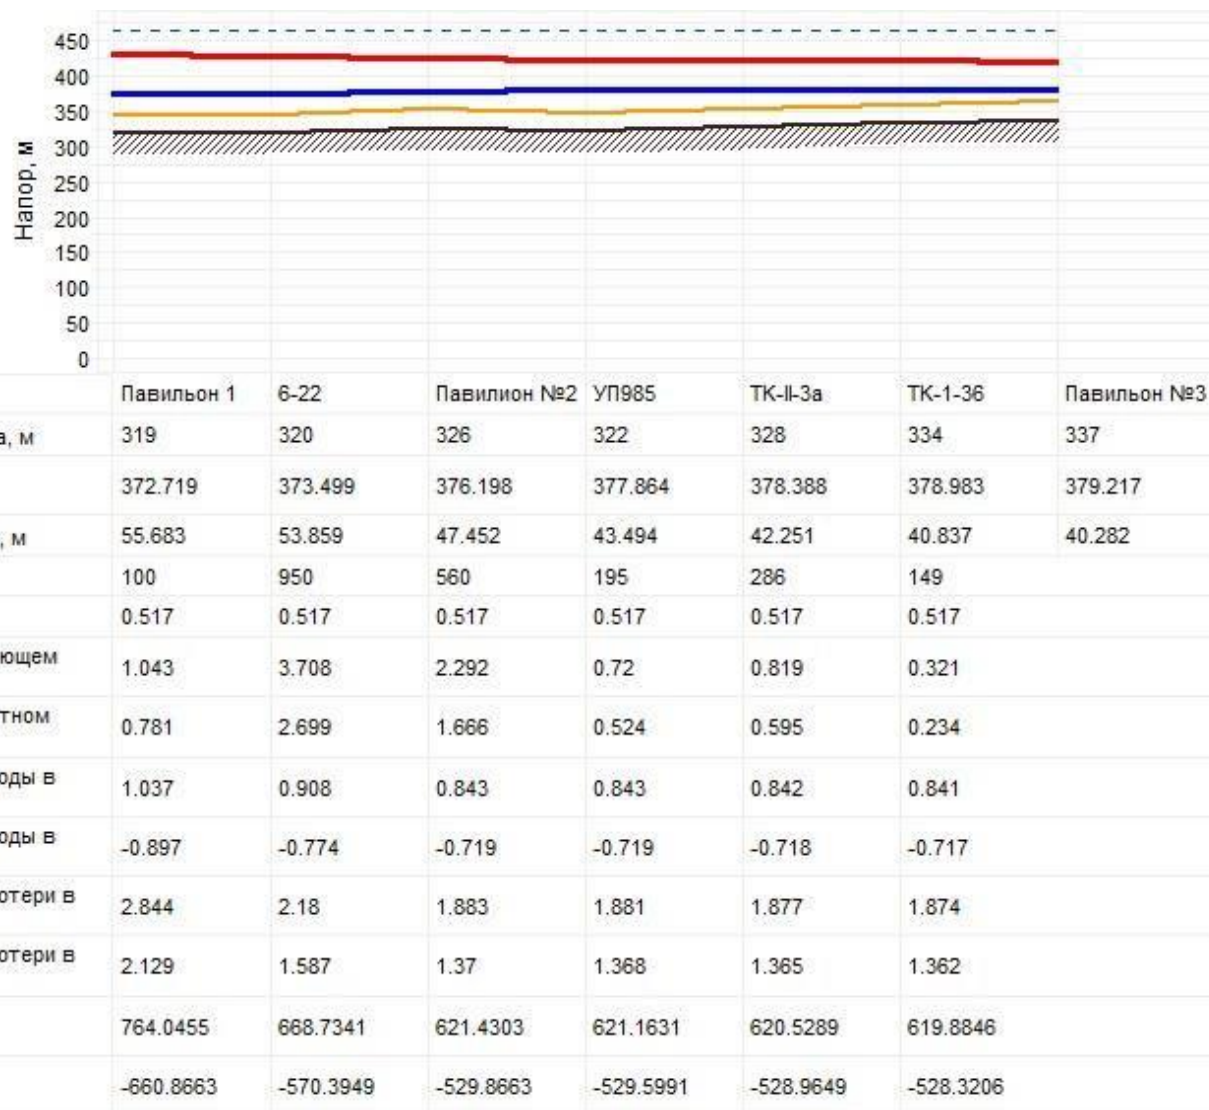 450
400
350
300
250
200
150
100
50
0
Напор, м
Павильон 1 6-22 Павилион №2 УП985 ТК-II-3а ТК-1-36 Павильон №3
а, м 319 320 326 322 328 334 337
372.719 373.499 376.198 377.864 378.388 378.983 379.217
, м 55.683 53.859 47.452 43.494 42.251 40.837 40.282
100 950 560 195 286 149
0.517 0.517 0.517 0.517 0.517 0.517
ющем
1.043 3.708 2.292 0.72 0.819 0.321
тном
0.781 2.699 1.666 0.524 0.595 0.234
оды в
1.037 0.908 0.843 0.843 0.842 0.841
оды в
-0.897 -0.774 -0.719 -0.719 -0.718 -0.717
отери в
2.844 2.18 1.883 1.881 1.877 1.874
отери в
2.129 1.587 1.37 1.368 1.365 1.362
764.0455 668.7341 621.4303 621.1631 620.5289 619.8846
-660.8663 -570.3949 -529.8663 -529.5991 -528.9649 -528.3206